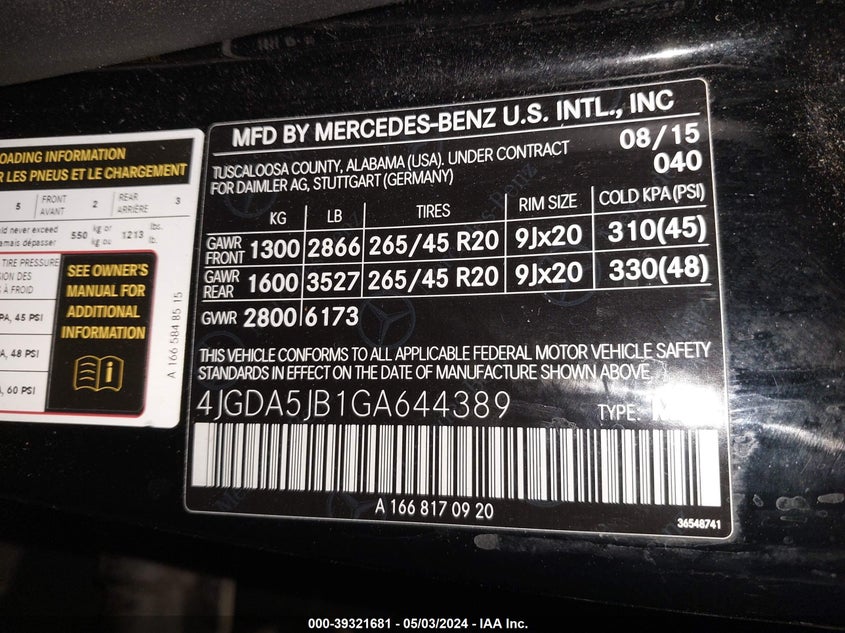 OADING INFORMATION
R LES PNEUS ET LE CHARGEMENT
5 FRONT AVANT 2 REAR ARRIÈRE 3
ld never exceed 550 kg or 1213 lbs.
amais dépasser kg ou lb.
TIRE PRESSURE
SION DES
S À FROID
PA, 45 PSI
A, 48 PSI
A, 60 PSI
SEE OWNER'S
MANUAL FOR
ADDITIONAL
INFORMATION
A 166 584 85 15
MFD BY MERCEDES-BENZ U.S. INTL., INC
TUSCALOOSA COUNTY, ALABAMA (USA). UNDER CONTRACT 08/15
FOR DAIMLER AG, STUTTGART (GERMANY) 040
KG LB TIRES RIM SIZE COLD KPA(PSI)
GAWR FRONT 1300 2866 265/45 R20 9Jx20 310(45)
GAWR REAR 1600 3527 265/45 R20 9Jx20 330(48)
GVWR 2800 6173
THIS VEHICLE CONFORMS TO ALL APPLICABLE FEDERAL MOTOR VEHICLE SAFETY
STANDARDS IN EFFECT ON THE DATE OF MANUFACTURE SHOWN ABOVE.
4JGDA5JB1GA644389 TYPE:
A 166 817 09 20
36548741
000-39321681 - 05/03/2024 - IAA Inc.